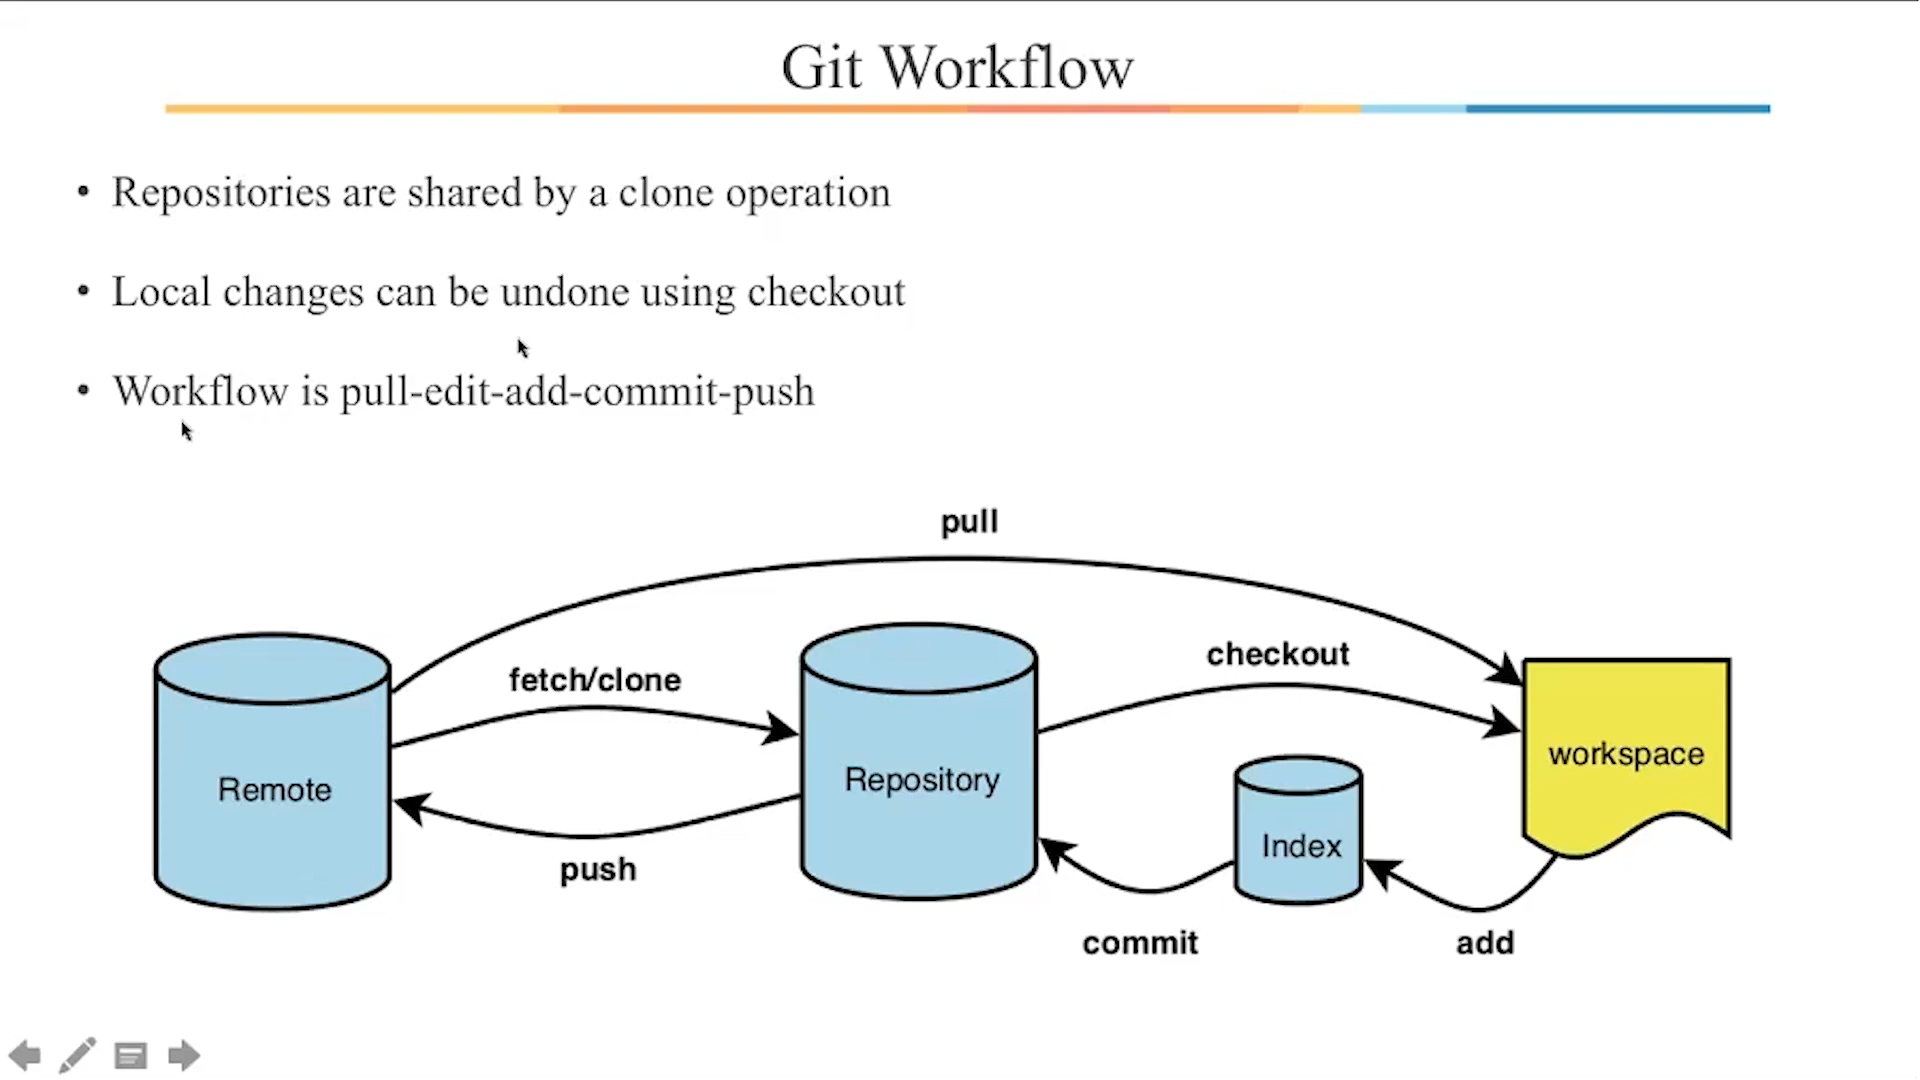 Git Workflow
• Repositories are shared by a clone operation
• Local changes can be undone using checkout
• Workflow is pull-edit-add-commit-push
pull
checkout
fetch/clone
workspace
Repository
Remote
Index
push
commit
add